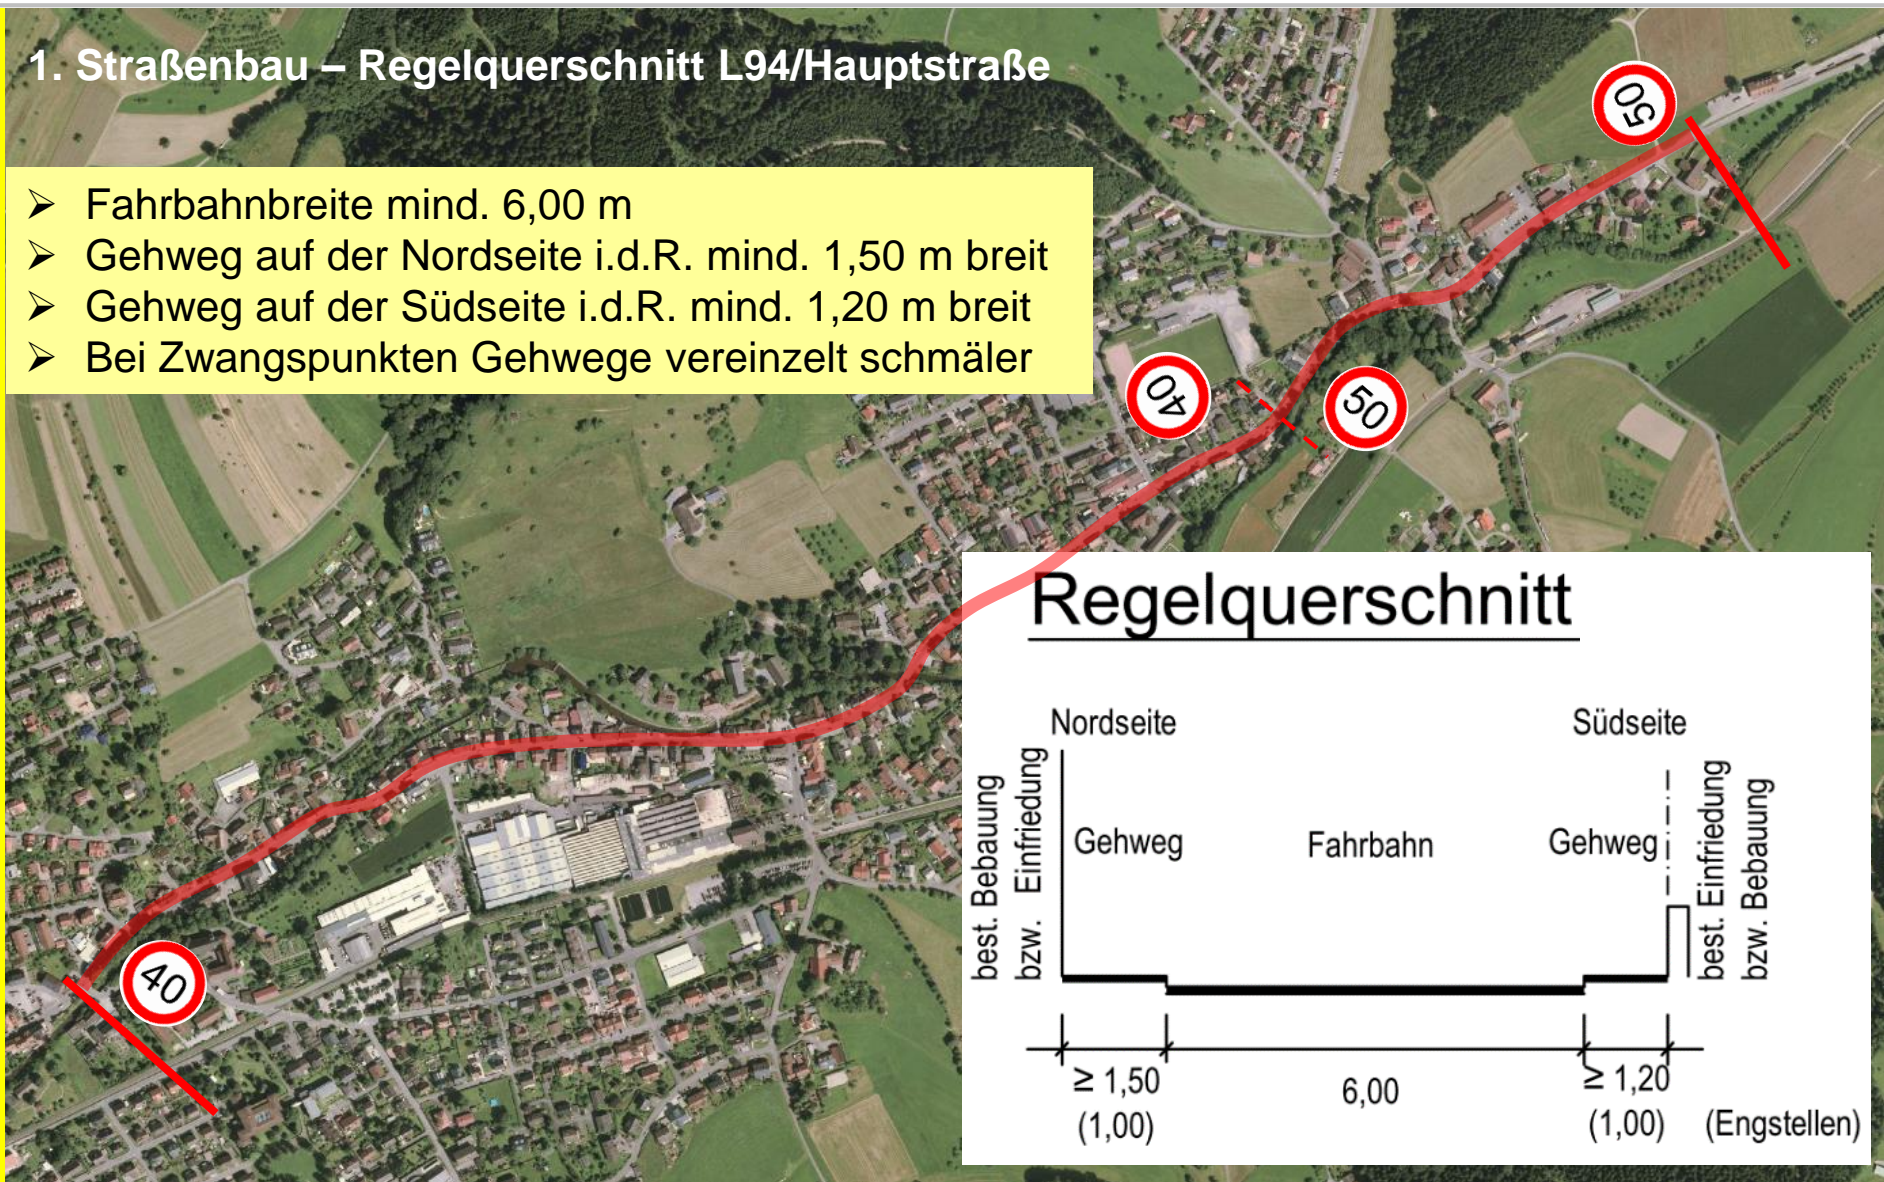 1. Straßenbau – Regelquerschnitt L94/Hauptstraße
➢ Fahrbahnbreite mind. 6,00 m
➢ Gehweg auf der Nordseite i.d.R. mind. 1,50 m breit
➢ Gehweg auf der Südseite i.d.R. mind. 1,20 m breit
➢ Bei Zwangspunkten Gehwege vereinzelt schmäler
50
40
50
40
Regelquerschnitt
Nordseite
Südseite
best. Bebauung
bzw. Einfriedung
Gehweg
Fahrbahn
Gehweg
best. Einfriedung
bzw. Bebauung
≥ 1,50
6,00
≥ 1,20
(1,00)
(1,00)
(Engstellen)